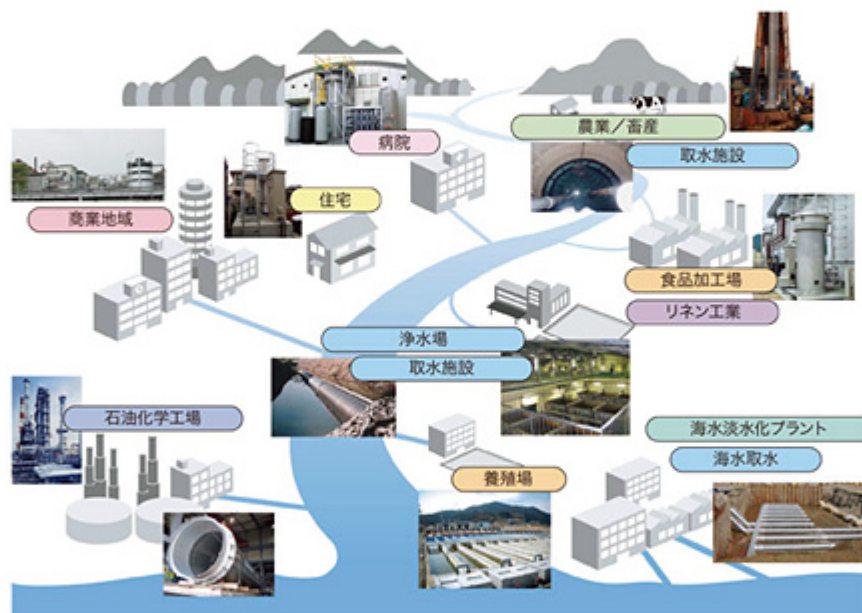 農業／畜産
病院
取水施設
住宅
商業地域
食品加工場
リネン工業
浄水場
取水施設
石油化学工場
海水淡水化プラント
海水取水
養殖場